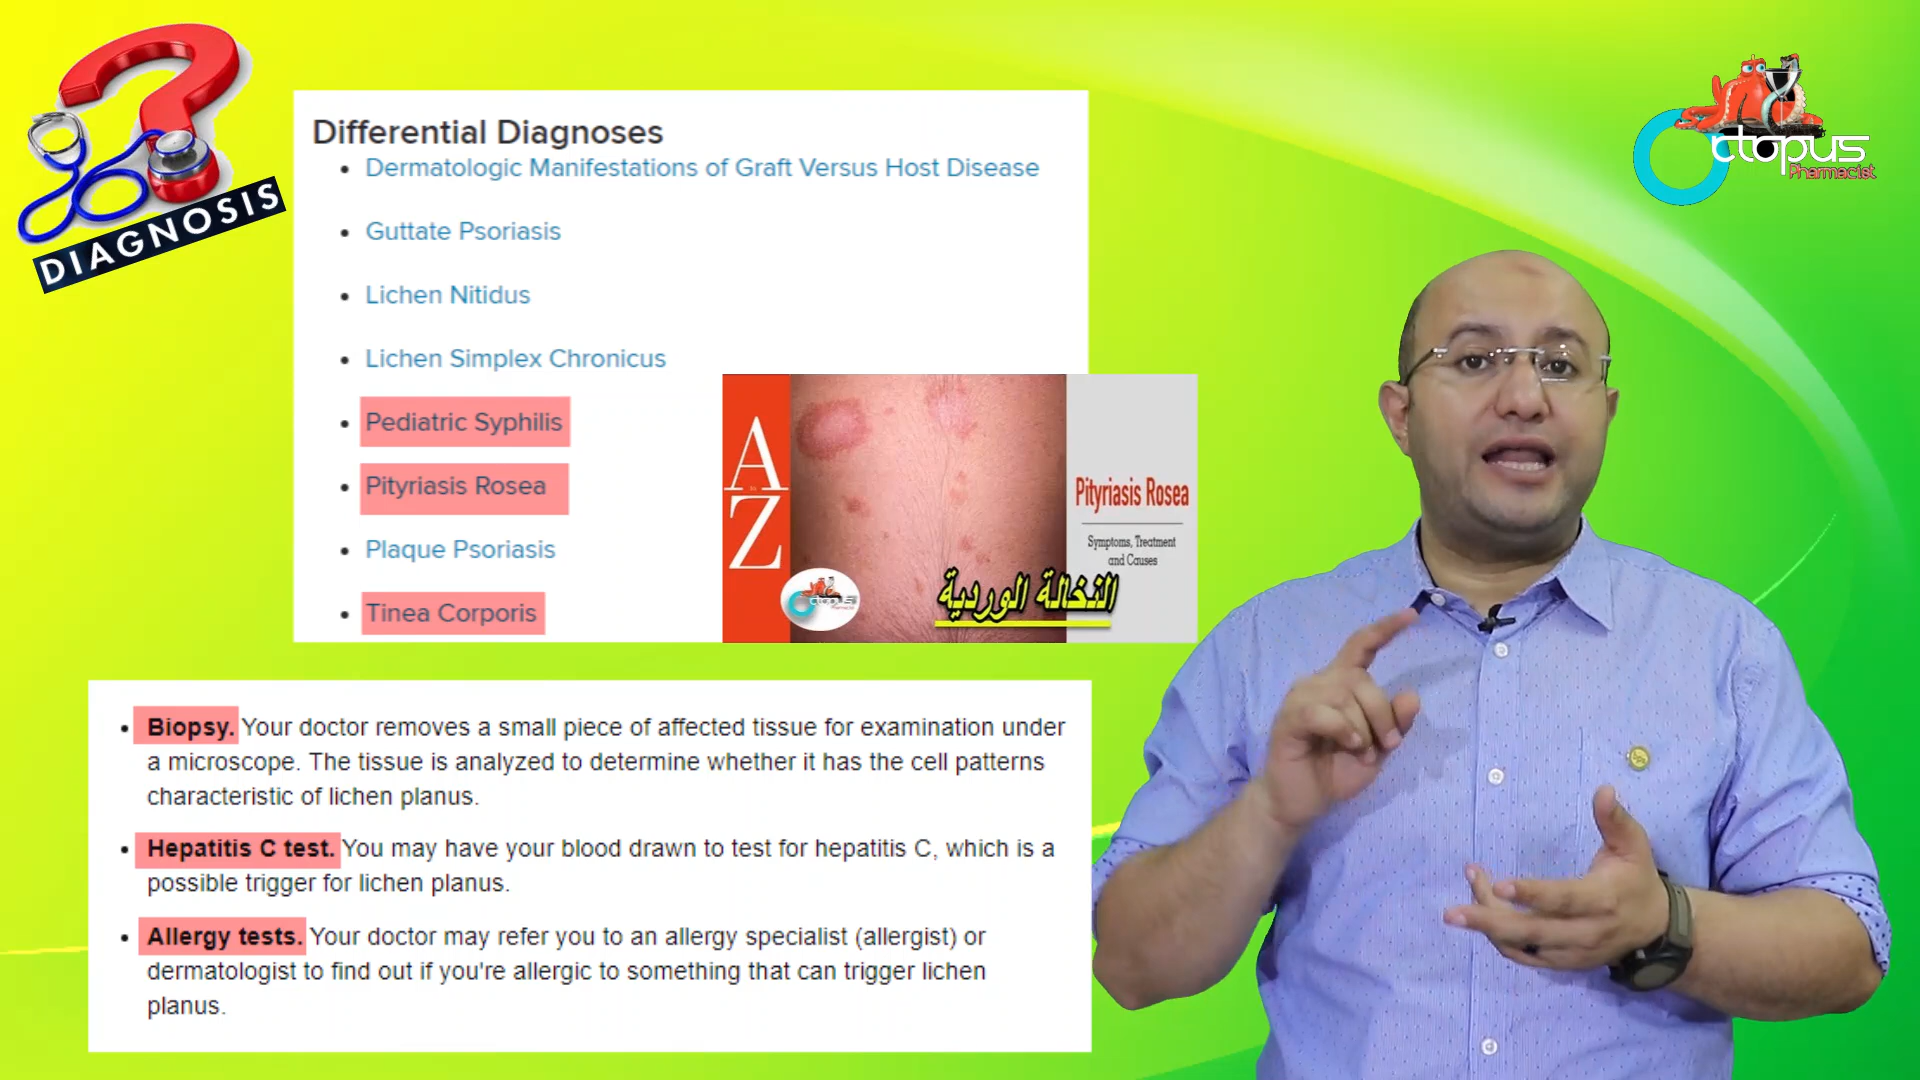 DIAGNOSIS
Differential Diagnoses
• Dermatologic Manifestations of Graft Versus Host Disease
• Guttate Psoriasis
• Lichen Nitidus
• Lichen Simplex Chronicus
• Pediatric Syphilis
• Pityriasis Rosea
• Plaque Psoriasis
• Tinea Corporis
A
TO
Z
Pityriasis Rosea
Symptoms, Treatment
and Causes
النخالة الوردية
• Biopsy. Your doctor removes a small piece of affected tissue for examination under
a microscope. The tissue is analyzed to determine whether it has the cell patterns
characteristic of lichen planus.
• Hepatitis C test. You may have your blood drawn to test for hepatitis C, which is a
possible trigger for lichen planus.
• Allergy tests. Your doctor may refer you to an allergy specialist (allergist) or
dermatologist to find out if you're allergic to something that can trigger lichen
planus.
Octopus
Pharmacist